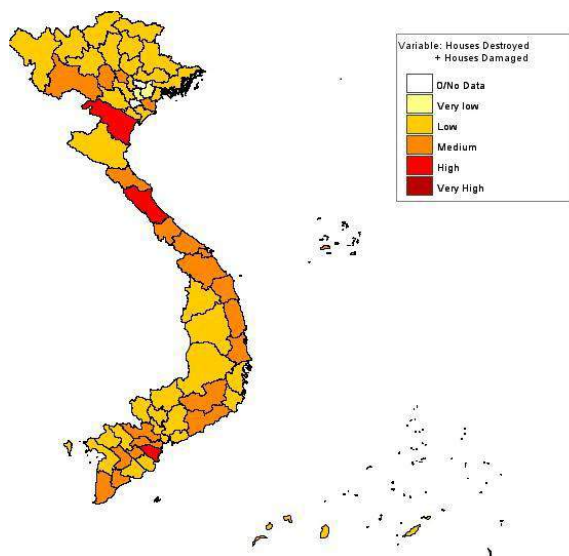 Variable: Houses Destroyed
+ Houses Damaged
0/No Data
Very low
Low
Medium
High
Very High